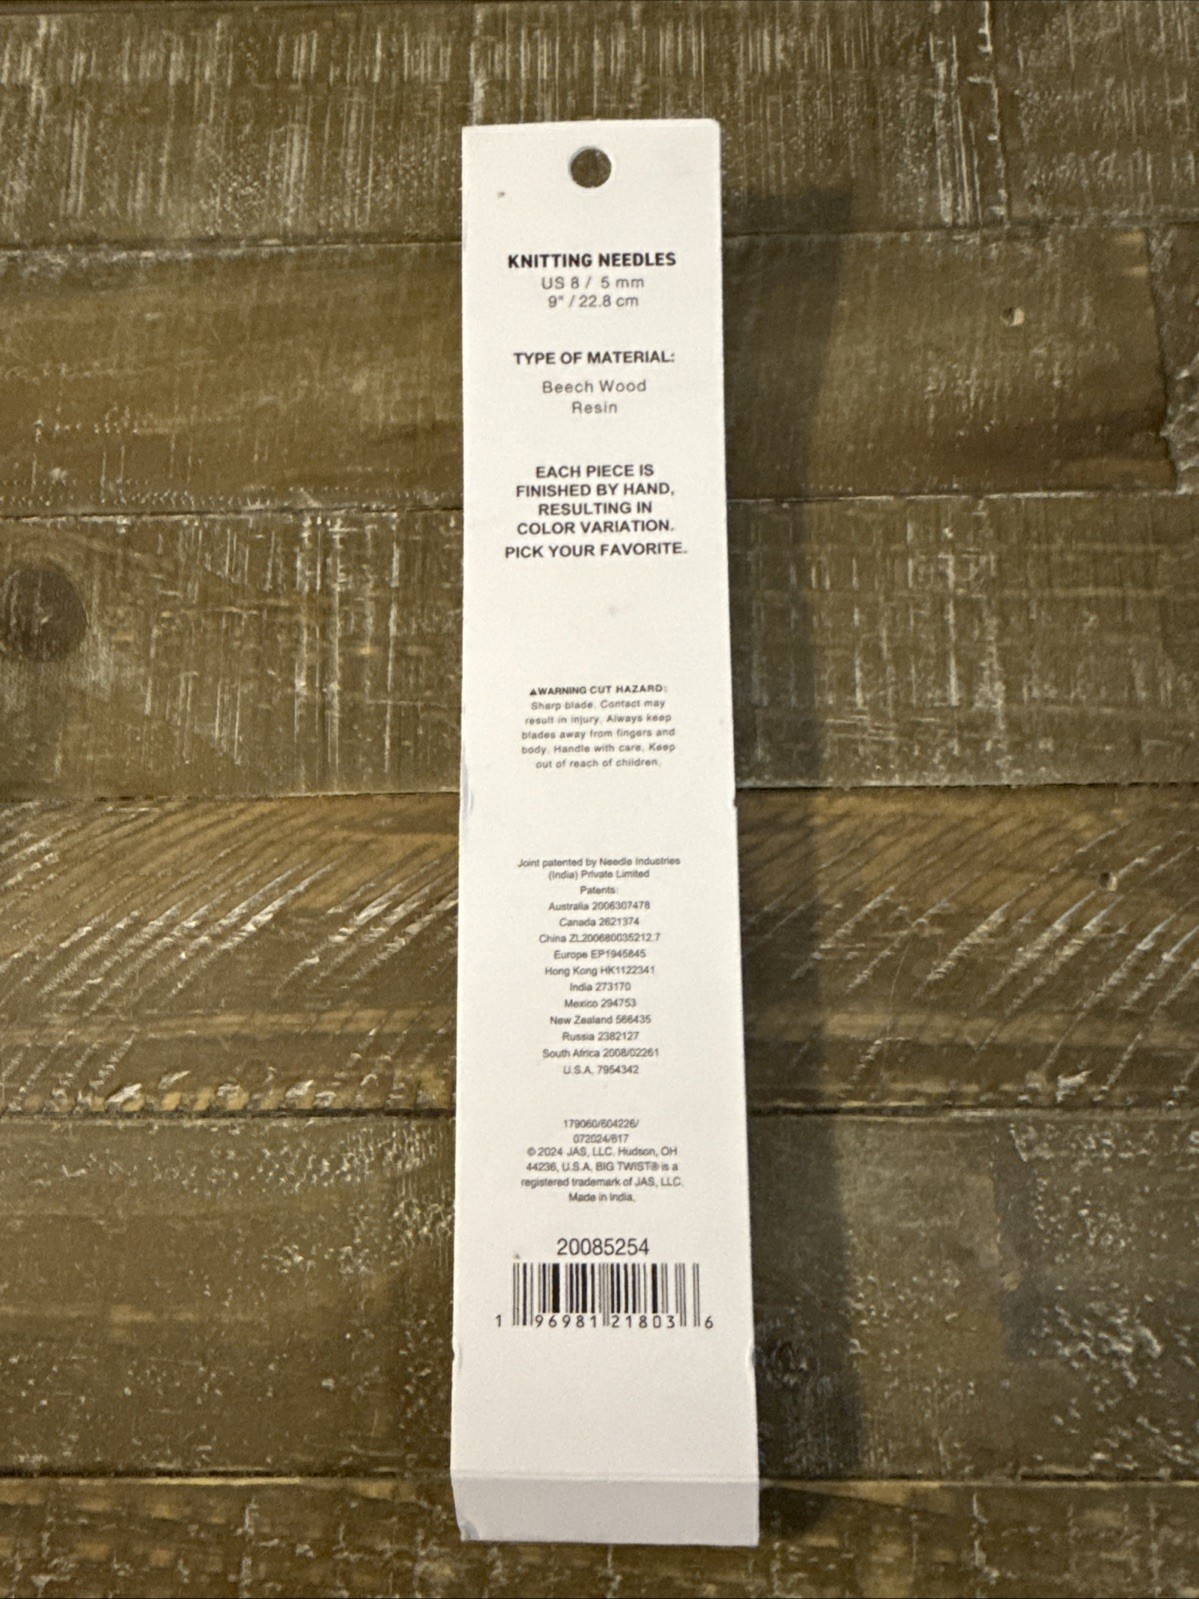 KNITTING NEEDLES
US 8 / 5 mm
9" / 22.8 cm
TYPE OF MATERIAL:
Beech Wood
Resin
EACH PIECE IS
FINISHED BY HAND,
RESULTING IN
COLOR VARIATION.
PICK YOUR FAVORITE.
▲WARNING CUT HAZARD:
Sharp blade. Contact may
result in injury. Always keep
blades away from fingers and
body. Handle with care. Keep
out of reach of children.
Joint patented by Needle Industries
(India) Private Limited
Patents:
Australia 2006307478
Canada 2621374
China ZL200680035212.7
Europe EP1945845
Hong Kong HK1122341
India 273170
Mexico 294753
New Zealand 566435
Russia 2382127
South Africa 2008/02261
U.S.A. 7954342
179060/604226/
072024/617
© 2024 JAS, LLC. Hudson, OH
44236, U.S.A. BIG TWIST® is a
registered trademark of JAS, LLC.
Made in India.
20085254
1 96981 21803 6